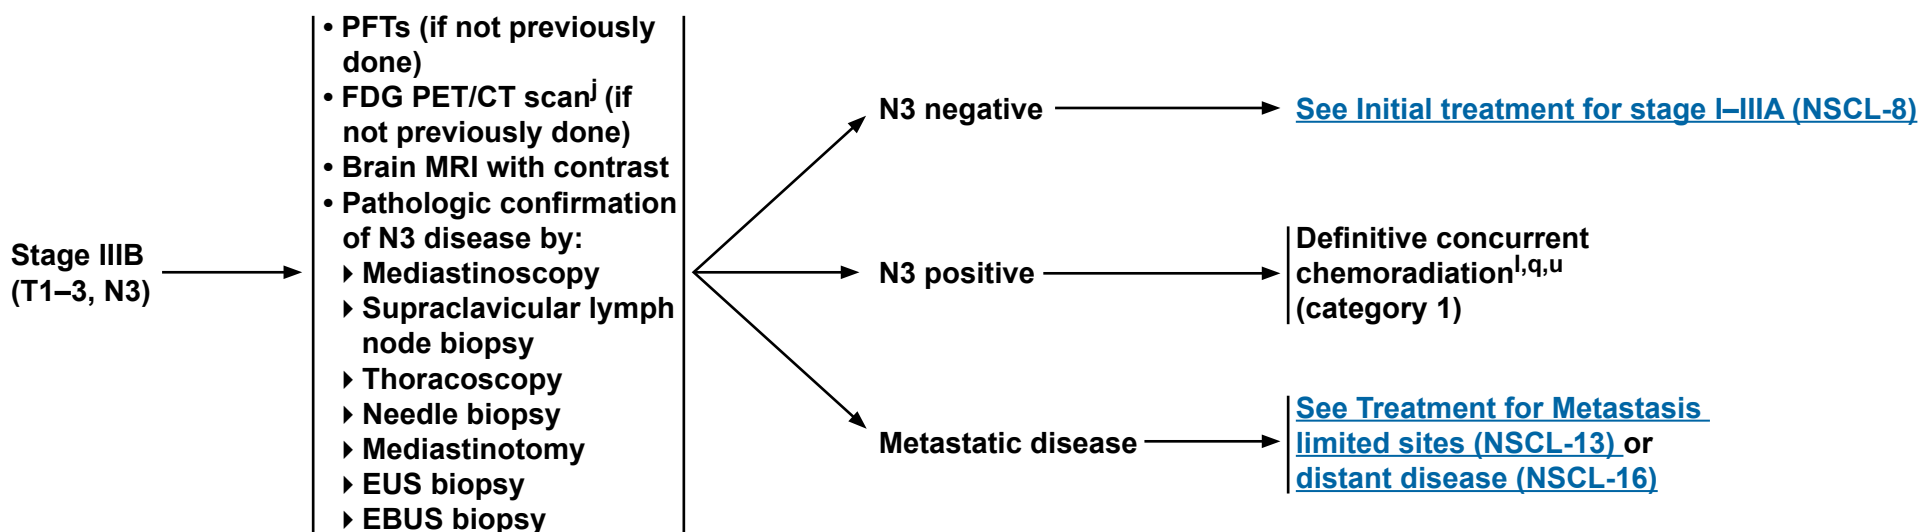 Stage IIIB
(T1–3, N3)
• PFTs (if not previously
done)
• FDG PET/CT scanj (if
not previously done)
• Brain MRI with contrast
• Pathologic confirmation
of N3 disease by:
▸ Mediastinoscopy
▸ Supraclavicular lymph
node biopsy
▸ Thoracoscopy
▸ Needle biopsy
▸ Mediastinotomy
▸ EUS biopsy
▸ EBUS biopsy
N3 negative
See Initial treatment for stage I–IIIA (NSCL-8)
N3 positive
Definitive concurrent
chemoradiationl,q,u
(category 1)
Metastatic disease
See Treatment for Metastasis
limited sites (NSCL-13) or
distant disease (NSCL-16)